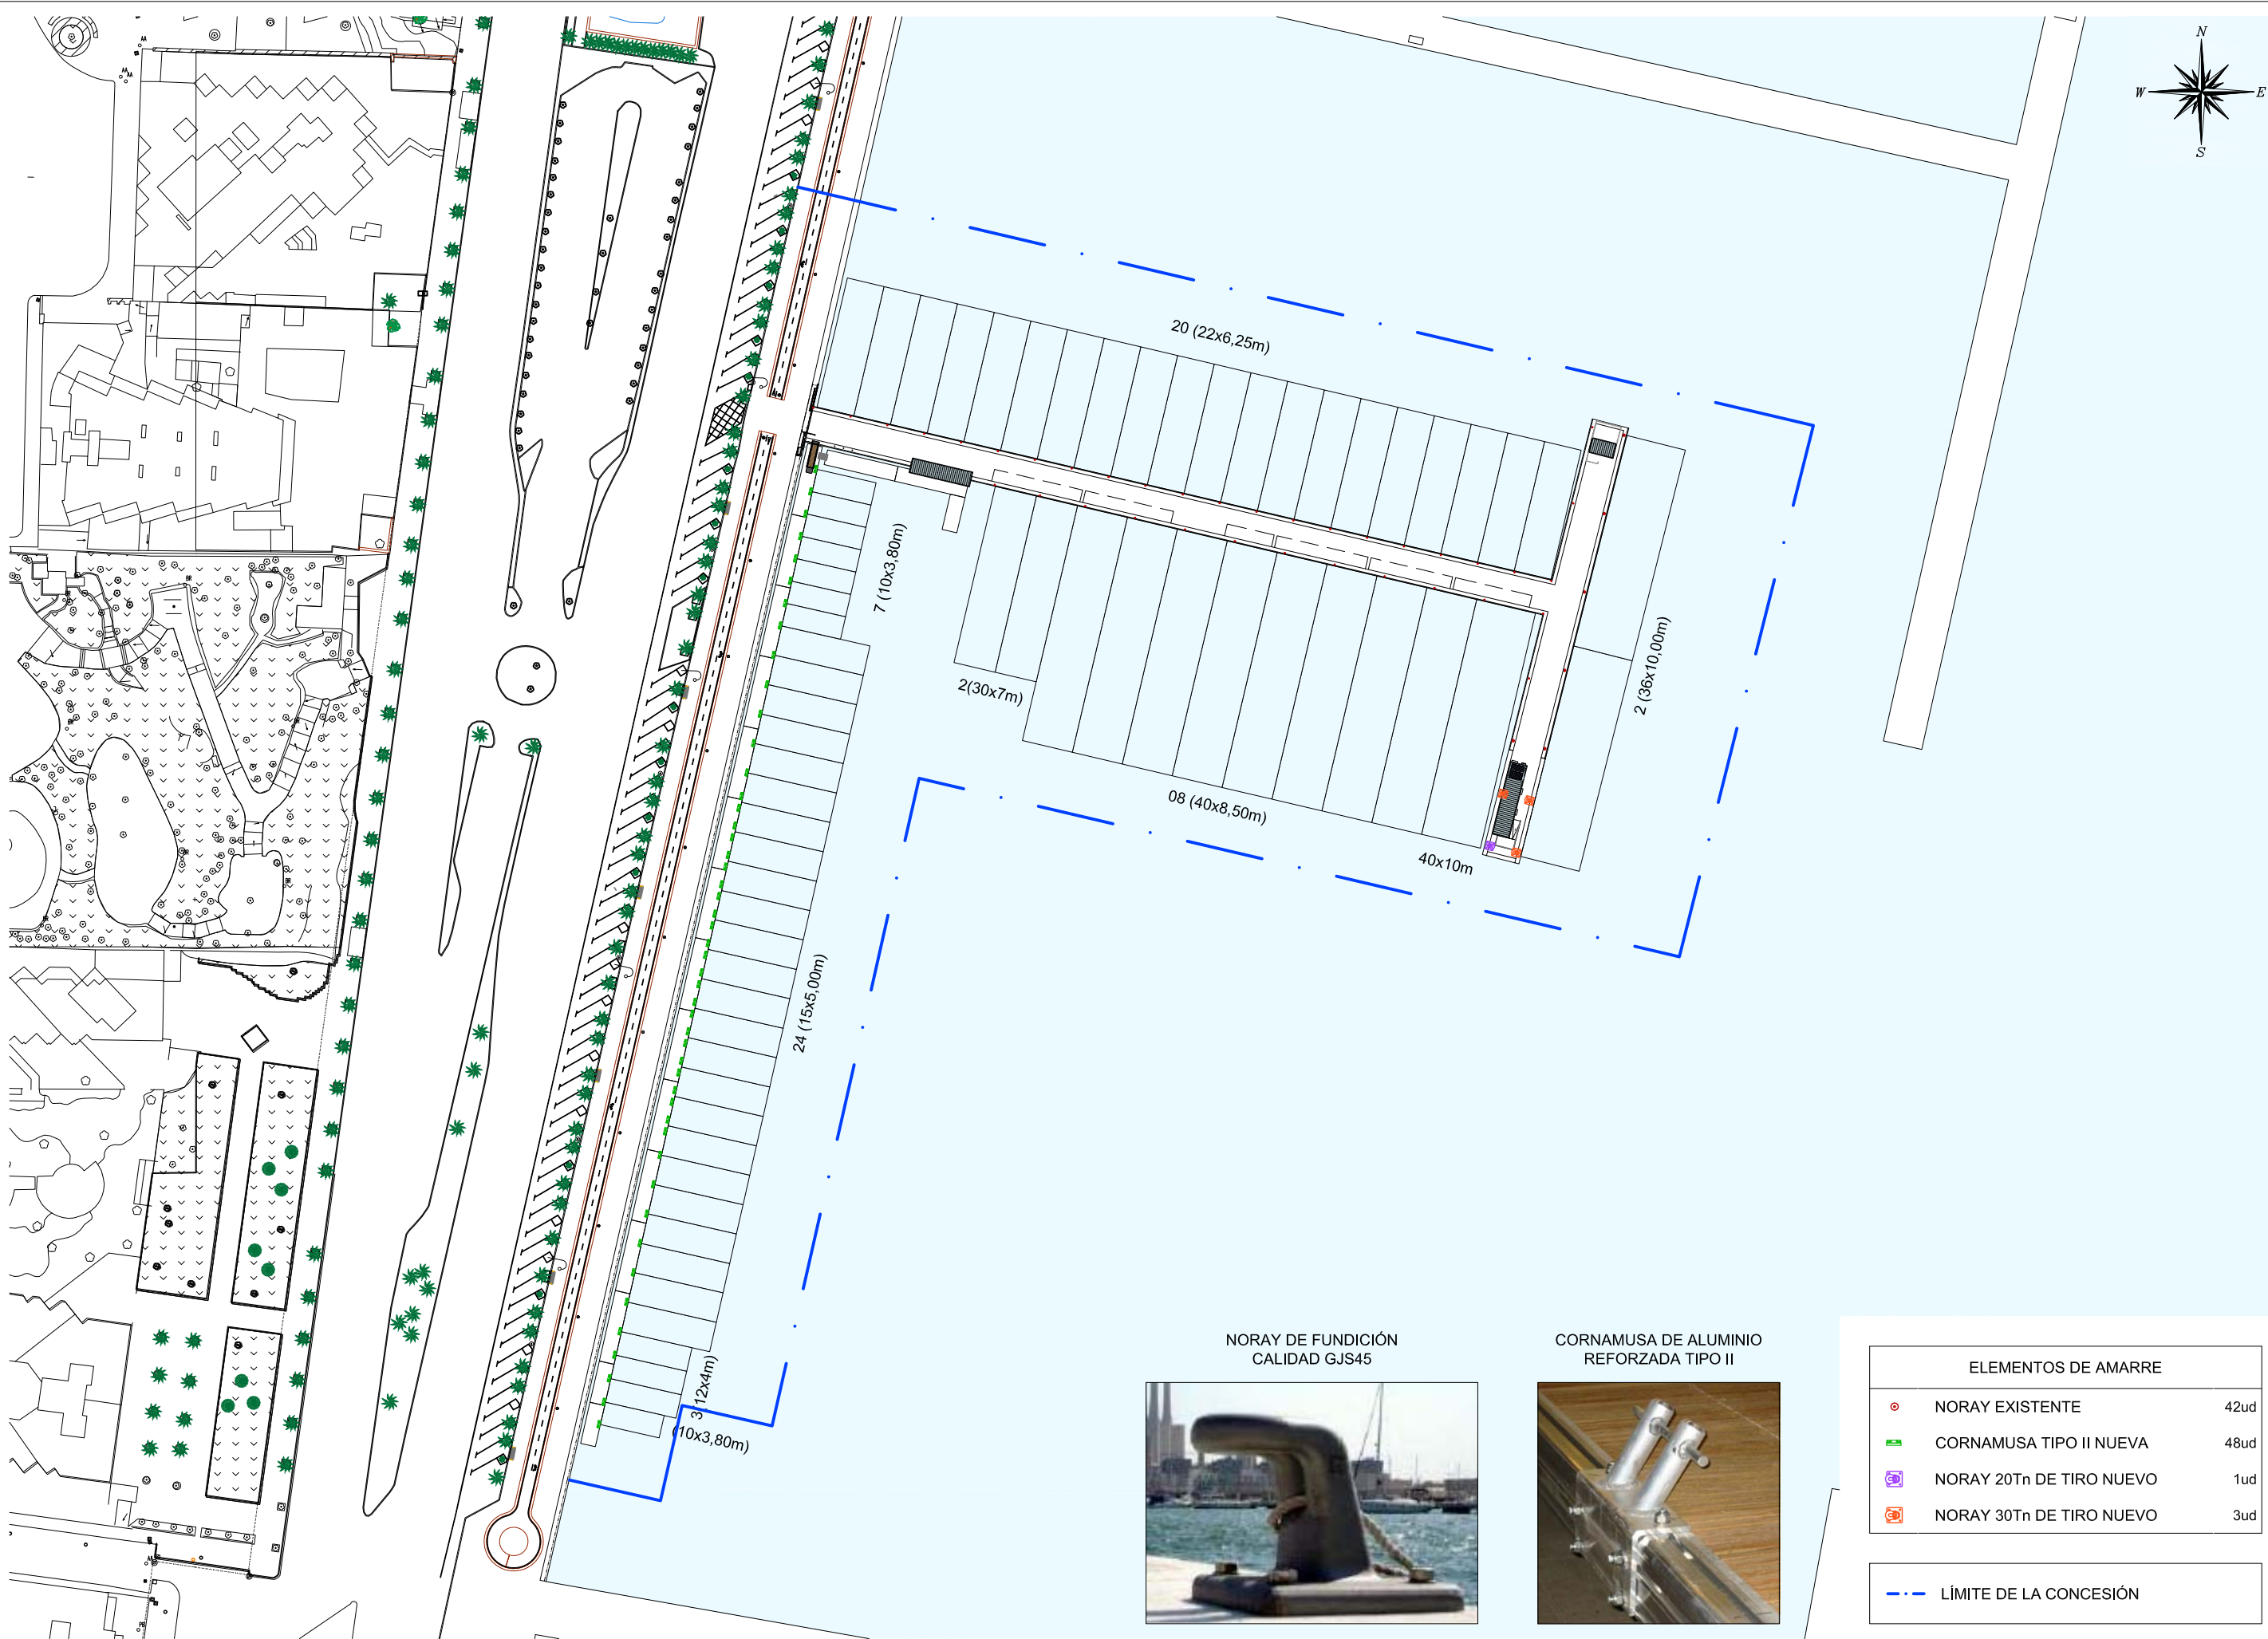 N
W
E
S
20 (22x6,25m)
7 (10x3,80m)
2(30x7m)
2 (36x10,00m)
08 (40x8,50m)
40x10m
24 (15x5,00m)
3(12x4m)
(10x3,80m)
NORAY DE FUNDICIÓN
CALIDAD GJS45
CORNAMUSA DE ALUMINIO
REFORZADA TIPO II
ELEMENTOS DE AMARRE
NORAY EXISTENTE 42ud
CORNAMUSA TIPO II NUEVA 48ud
NORAY 20Tn DE TIRO NUEVO 1ud
NORAY 30Tn DE TIRO NUEVO 3ud
LÍMITE DE LA CONCESIÓN